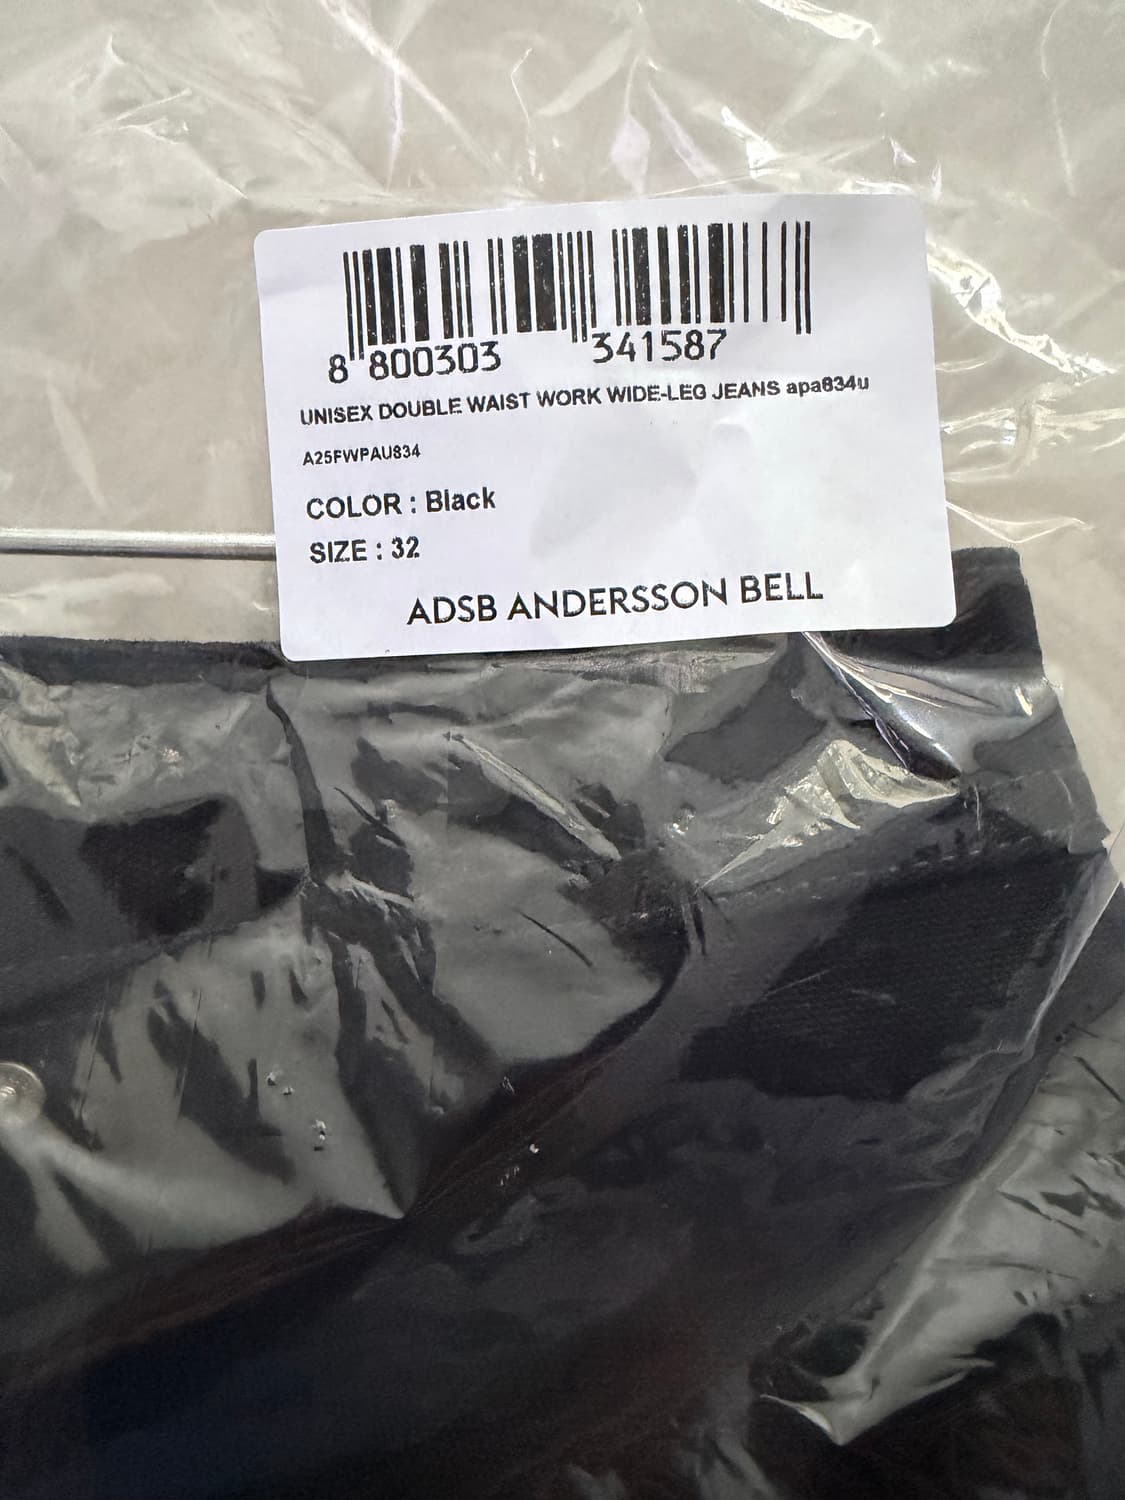 8 800303 341587
UNISEX DOUBLE WAIST WORK WIDE-LEG JEANS apa834u
A25FWPAU834
COLOR : Black
SIZE : 32
ADSB ANDERSSON BELL